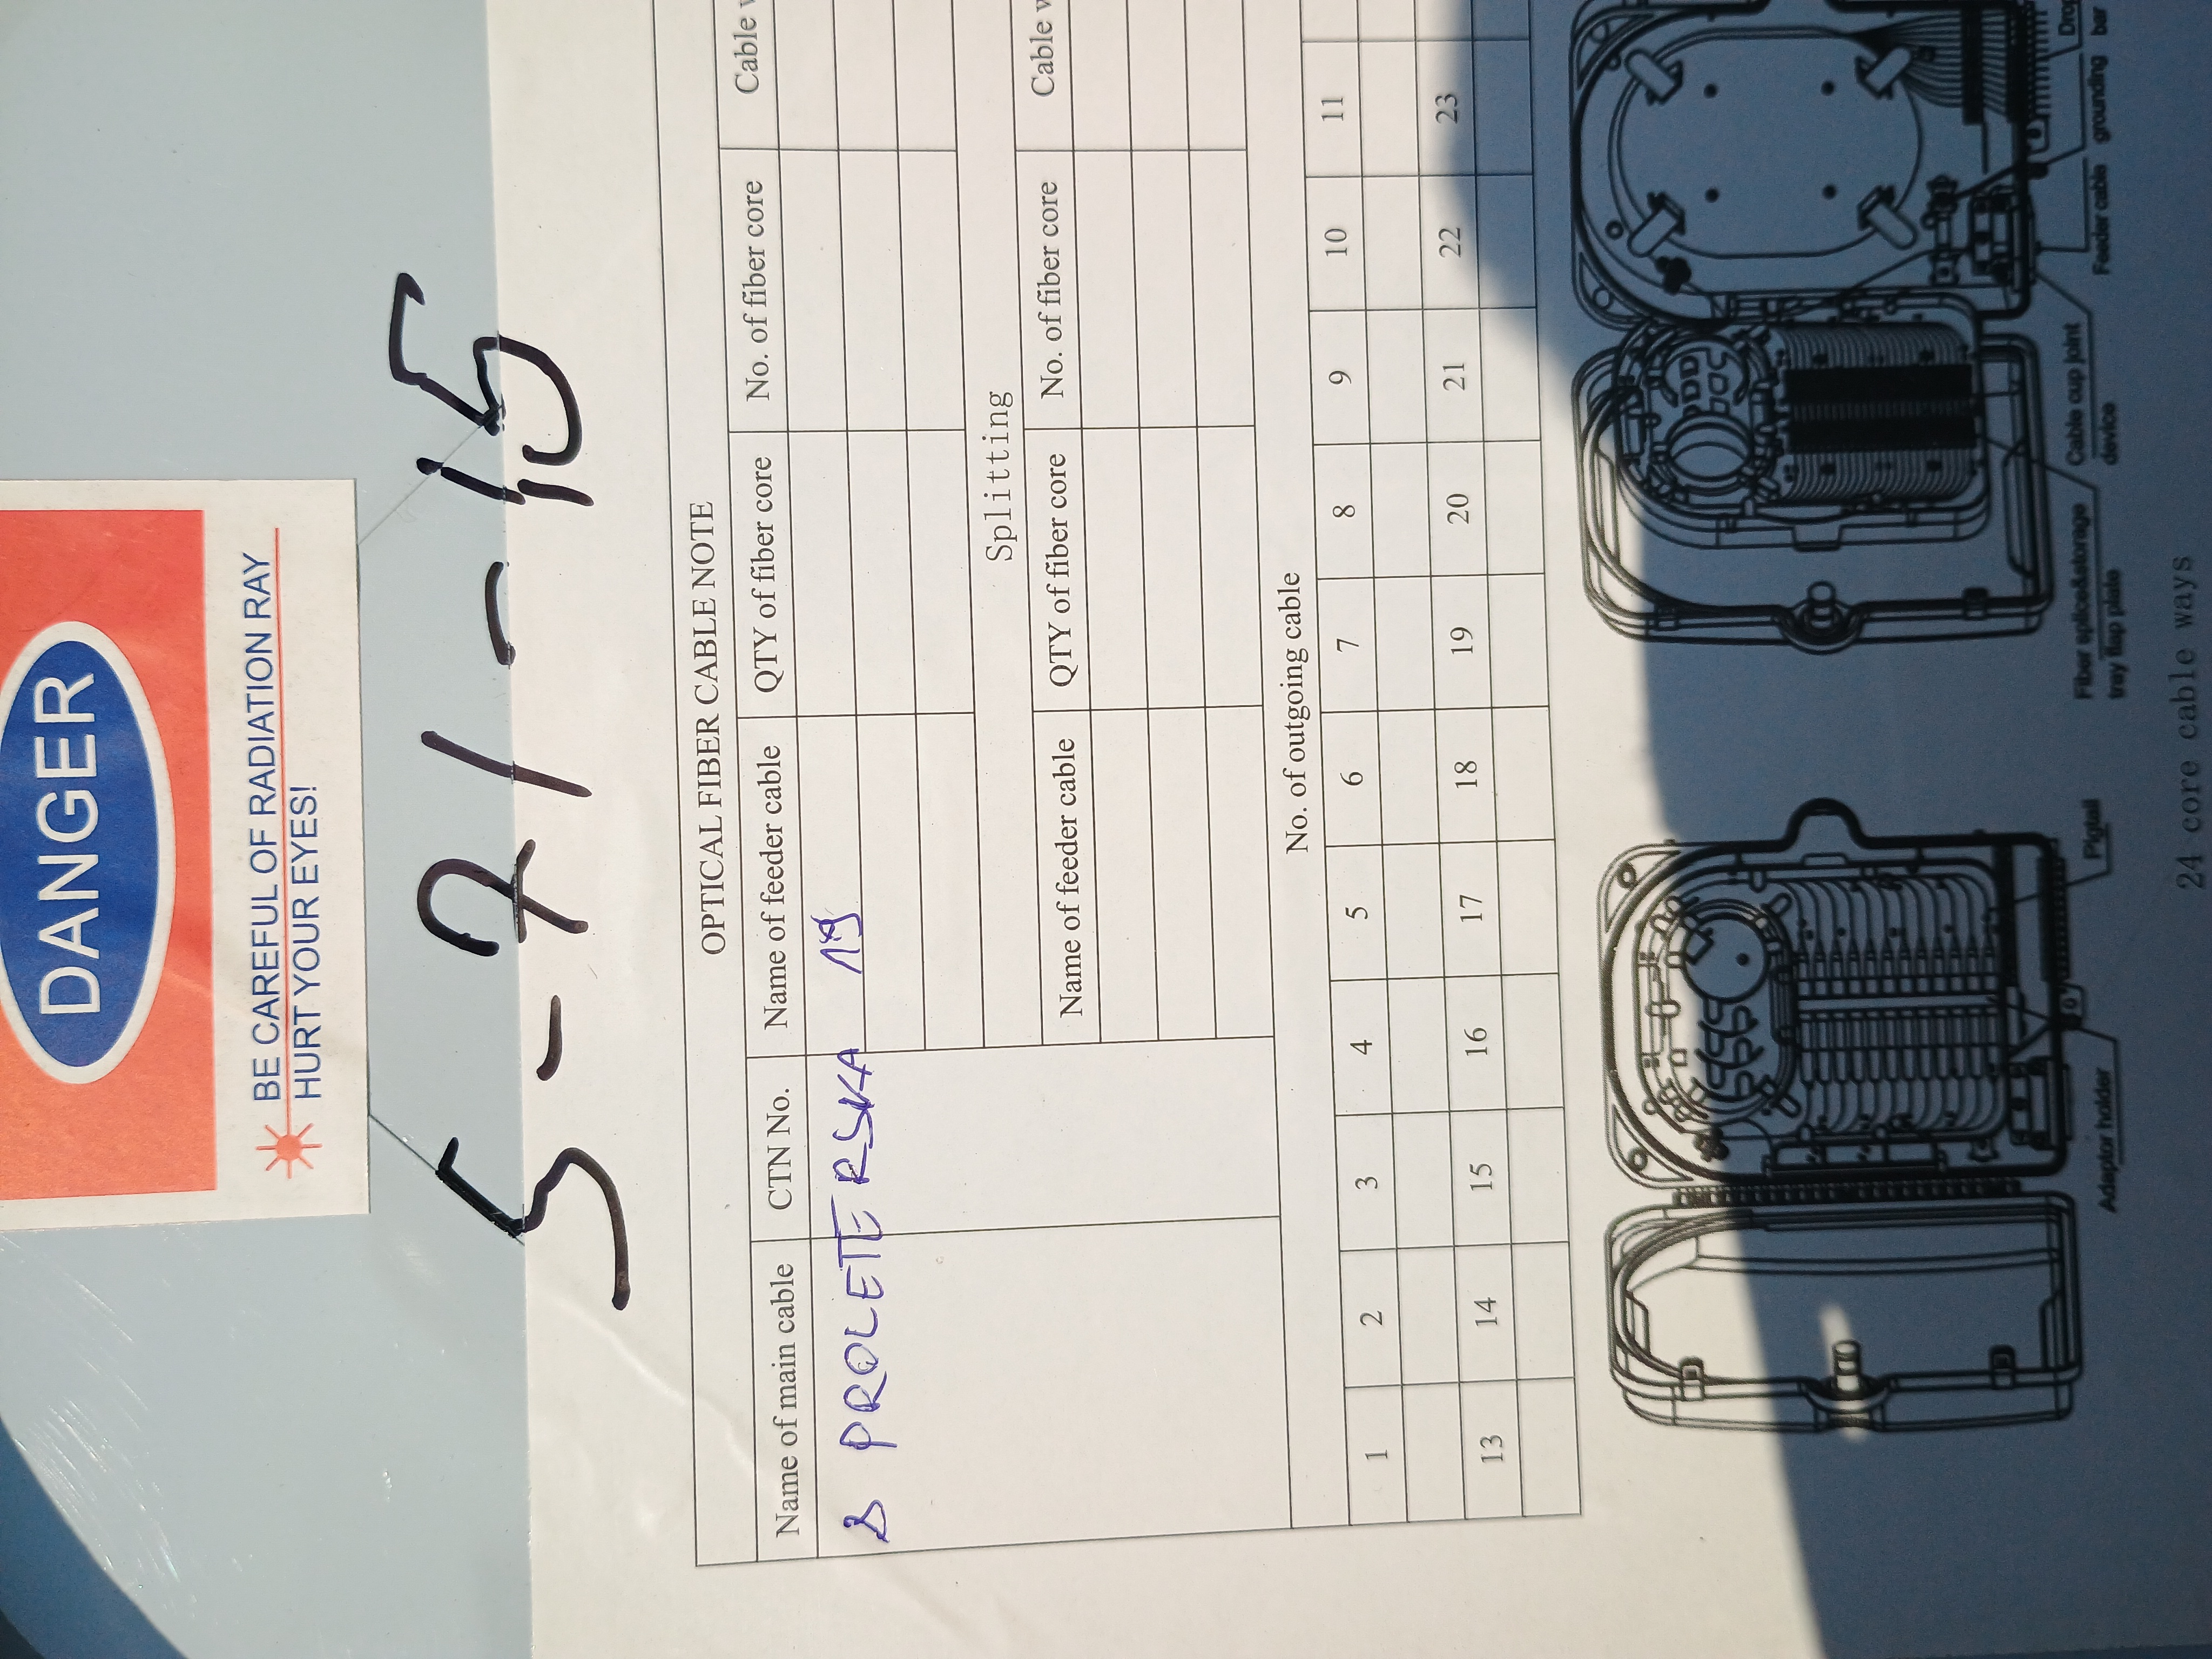 DANGER
BE CAREFUL OF RADIATION RAY
HURT YOUR EYES!
5-71-15
OPTICAL FIBER CABLE NOTE
Name of main cable CTN No. Name of feeder cable QTY of fiber core No. of fiber core Cable
PROLETERSKA 19
Splitting
Name of feeder cable QTY of fiber core No. of fiber core Cable
No. of outgoing cable
1 2 3 4 5 6 7 8 9 10 11
13 14 15 16 17 18 19 20 21 22 23
Adaptor holder
Pigtail
Fiber splice&storage
tray flap plate
Cable cup joint
device
Feeder cable grounding bar
Drop
24 core cable ways